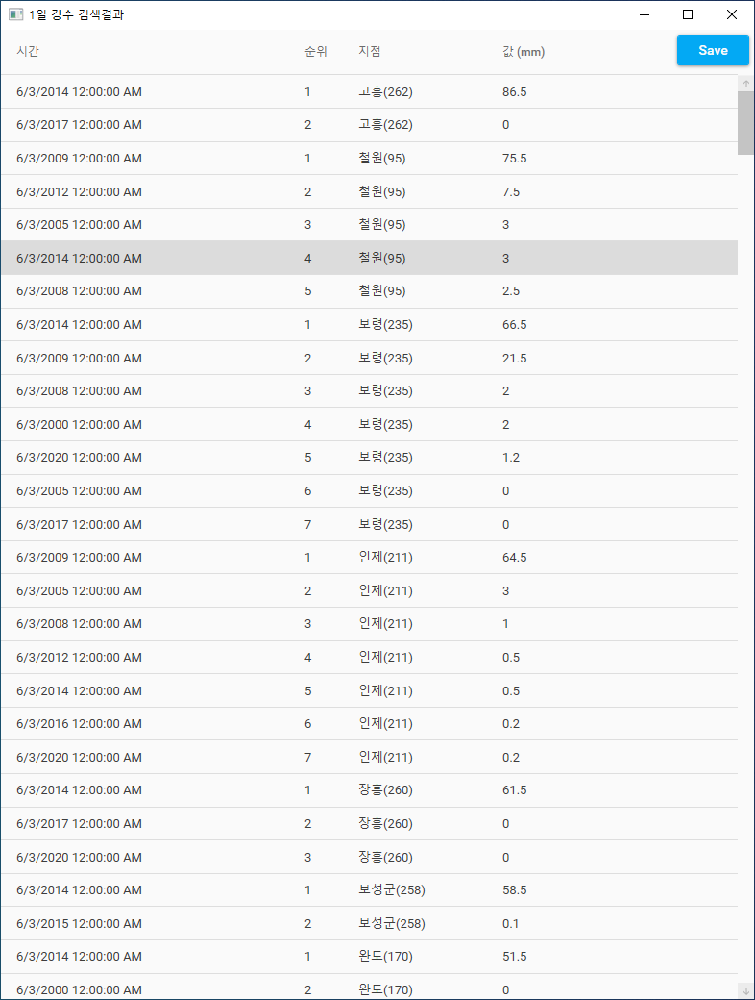 1일 강수 검색결과
시간 순위 지점 값 (mm) Save
6/3/2014 12:00:00 AM 1 고흥(262) 86.5
6/3/2017 12:00:00 AM 2 고흥(262) 0
6/3/2009 12:00:00 AM 1 철원(95) 75.5
6/3/2012 12:00:00 AM 2 철원(95) 7.5
6/3/2005 12:00:00 AM 3 철원(95) 3
6/3/2014 12:00:00 AM 4 철원(95) 3
6/3/2008 12:00:00 AM 5 철원(95) 2.5
6/3/2014 12:00:00 AM 1 보령(235) 66.5
6/3/2009 12:00:00 AM 2 보령(235) 21.5
6/3/2008 12:00:00 AM 3 보령(235) 2
6/3/2000 12:00:00 AM 4 보령(235) 2
6/3/2020 12:00:00 AM 5 보령(235) 1.2
6/3/2005 12:00:00 AM 6 보령(235) 0
6/3/2017 12:00:00 AM 7 보령(235) 0
6/3/2009 12:00:00 AM 1 인제(211) 64.5
6/3/2005 12:00:00 AM 2 인제(211) 3
6/3/2008 12:00:00 AM 3 인제(211) 1
6/3/2012 12:00:00 AM 4 인제(211) 0.5
6/3/2014 12:00:00 AM 5 인제(211) 0.5
6/3/2016 12:00:00 AM 6 인제(211) 0.2
6/3/2020 12:00:00 AM 7 인제(211) 0.2
6/3/2014 12:00:00 AM 1 장흥(260) 61.5
6/3/2017 12:00:00 AM 2 장흥(260) 0
6/3/2020 12:00:00 AM 3 장흥(260) 0
6/3/2014 12:00:00 AM 1 보성군(258) 58.5
6/3/2015 12:00:00 AM 2 보성군(258) 0.1
6/3/2014 12:00:00 AM 1 완도(170) 51.5
6/3/2000 12:00:00 AM 2 완도(170) 0